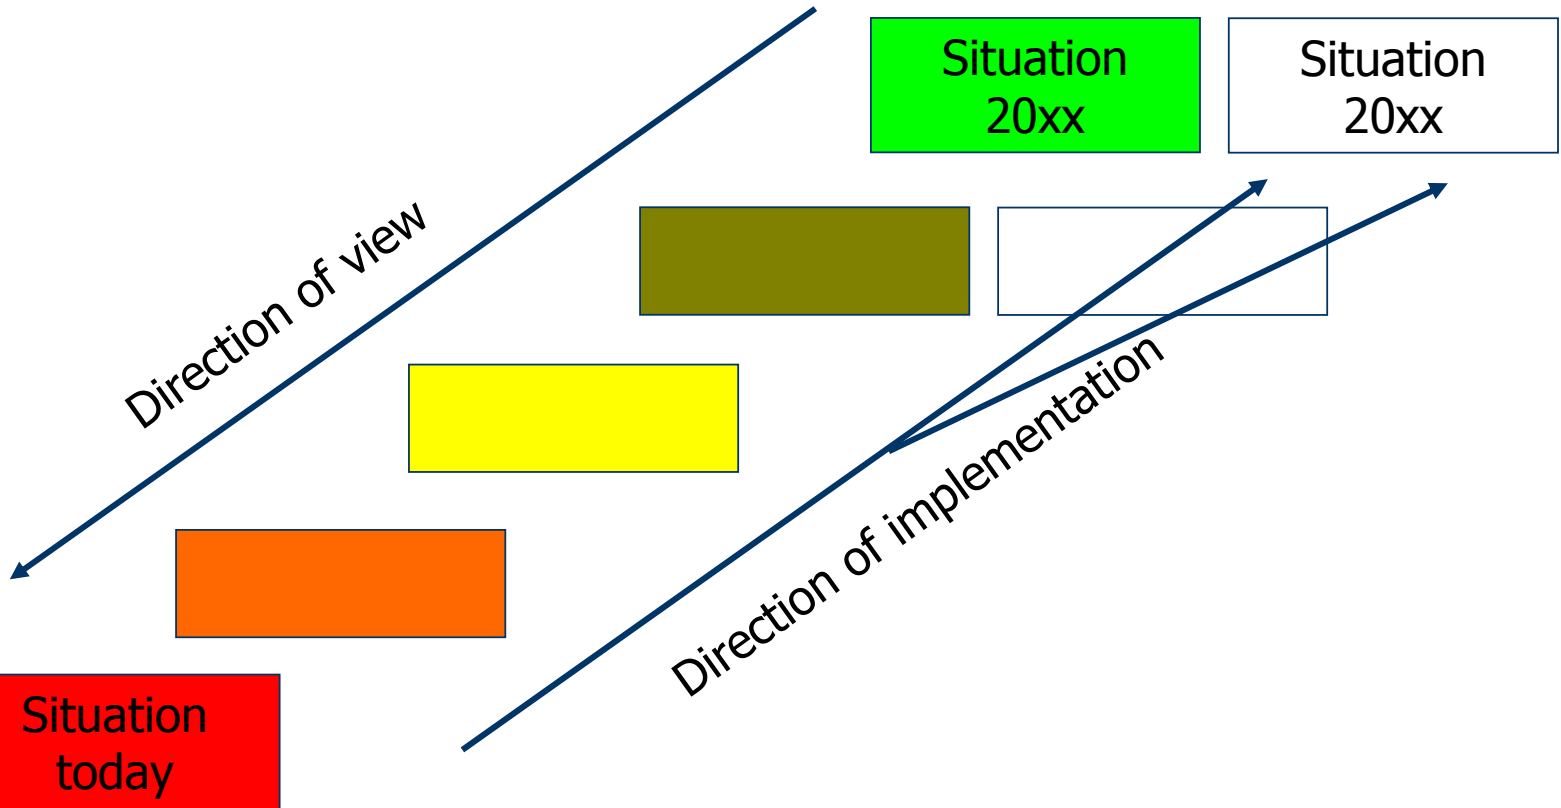 Situation
20xx
Situation
20xx
Direction of view
Direction of implementation
Situation
today